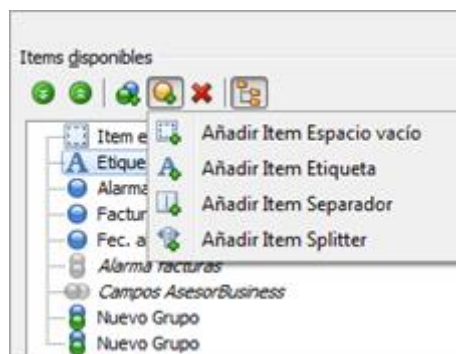 Items disponibles
Item e
Añadir Item Espacio vacío
Etique
Añadir Item Etiqueta
Alarma
Añadir Item Separador
Factur
Añadir Item Splitter
Fec. a
Alarma facturas
Campos AsesorBusiness
Nuevo Grupo
Nuevo Grupo